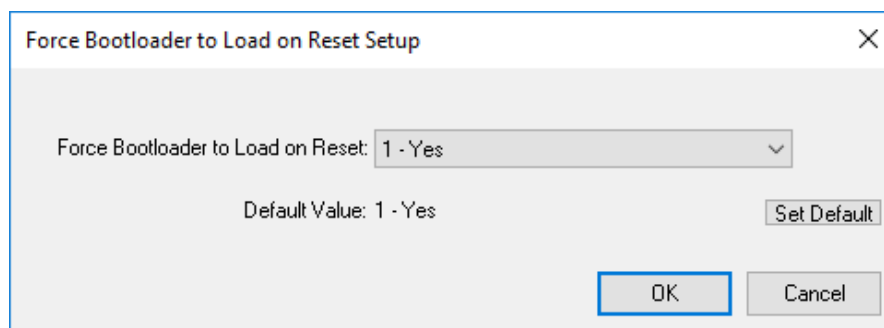 Force Bootloader to Load on Reset Setup
Force Bootloader to Load on Reset: 1 - Yes
Default Value: 1 - Yes
Set Default
OK
Cancel